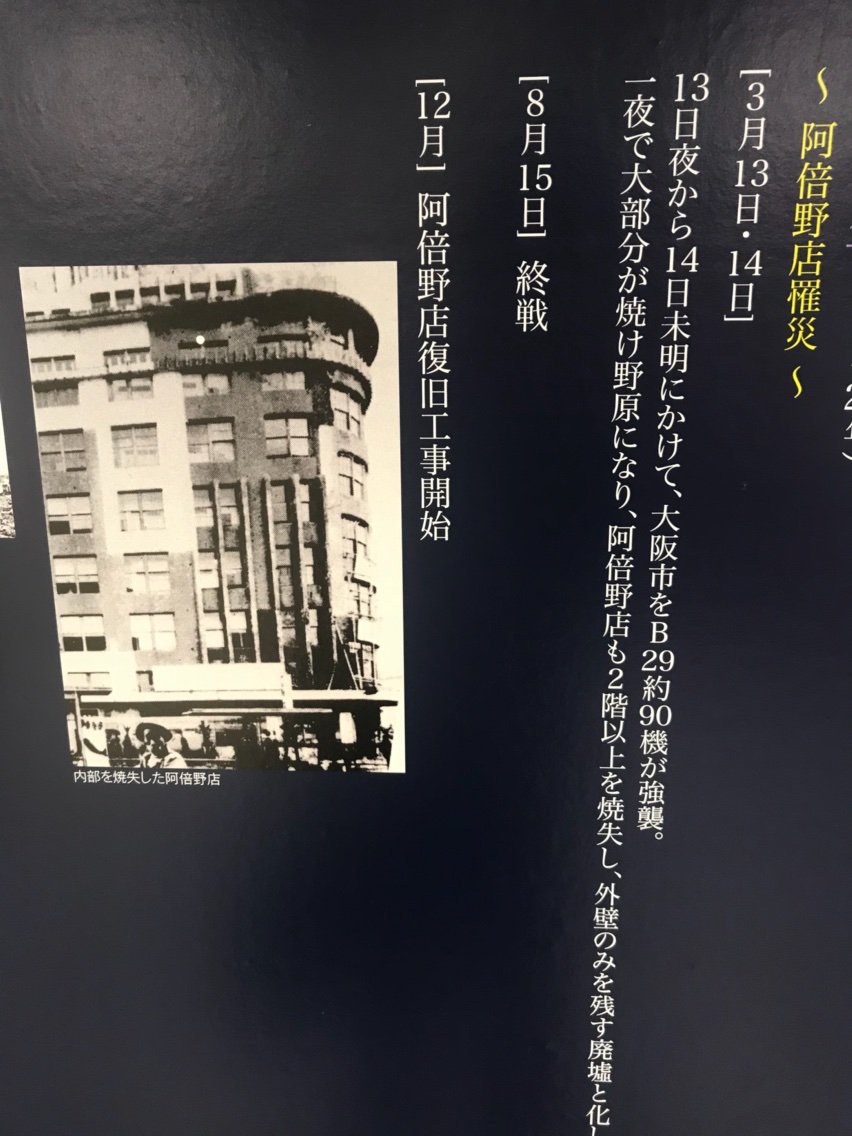 ～ 阿倍野店罹災 ～
[3月13日・14日]
13日夜から14日未明にかけて、大阪市をB29約90機が強襲。
一夜で大部分が焼け野原になり、阿倍野店も2階以上を焼失し、外壁のみを残す廃墟と化し
[8月15日] 終戦
[12月] 阿倍野店復旧工事開始
内部を焼失した阿倍野店